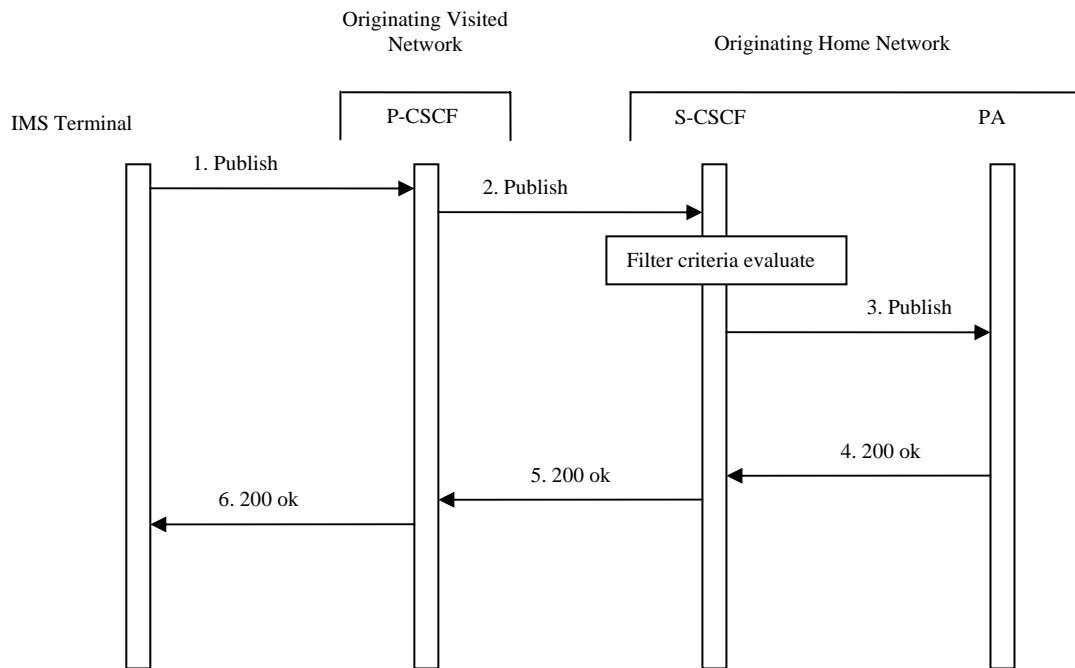 Originating Visited
Network
Originating Home Network
IMS Terminal
P-CSCF
S-CSCF
PA
1. Publish
2. Publish
Filter criteria evaluate
3. Publish
4. 200 ok
5. 200 ok
6. 200 ok